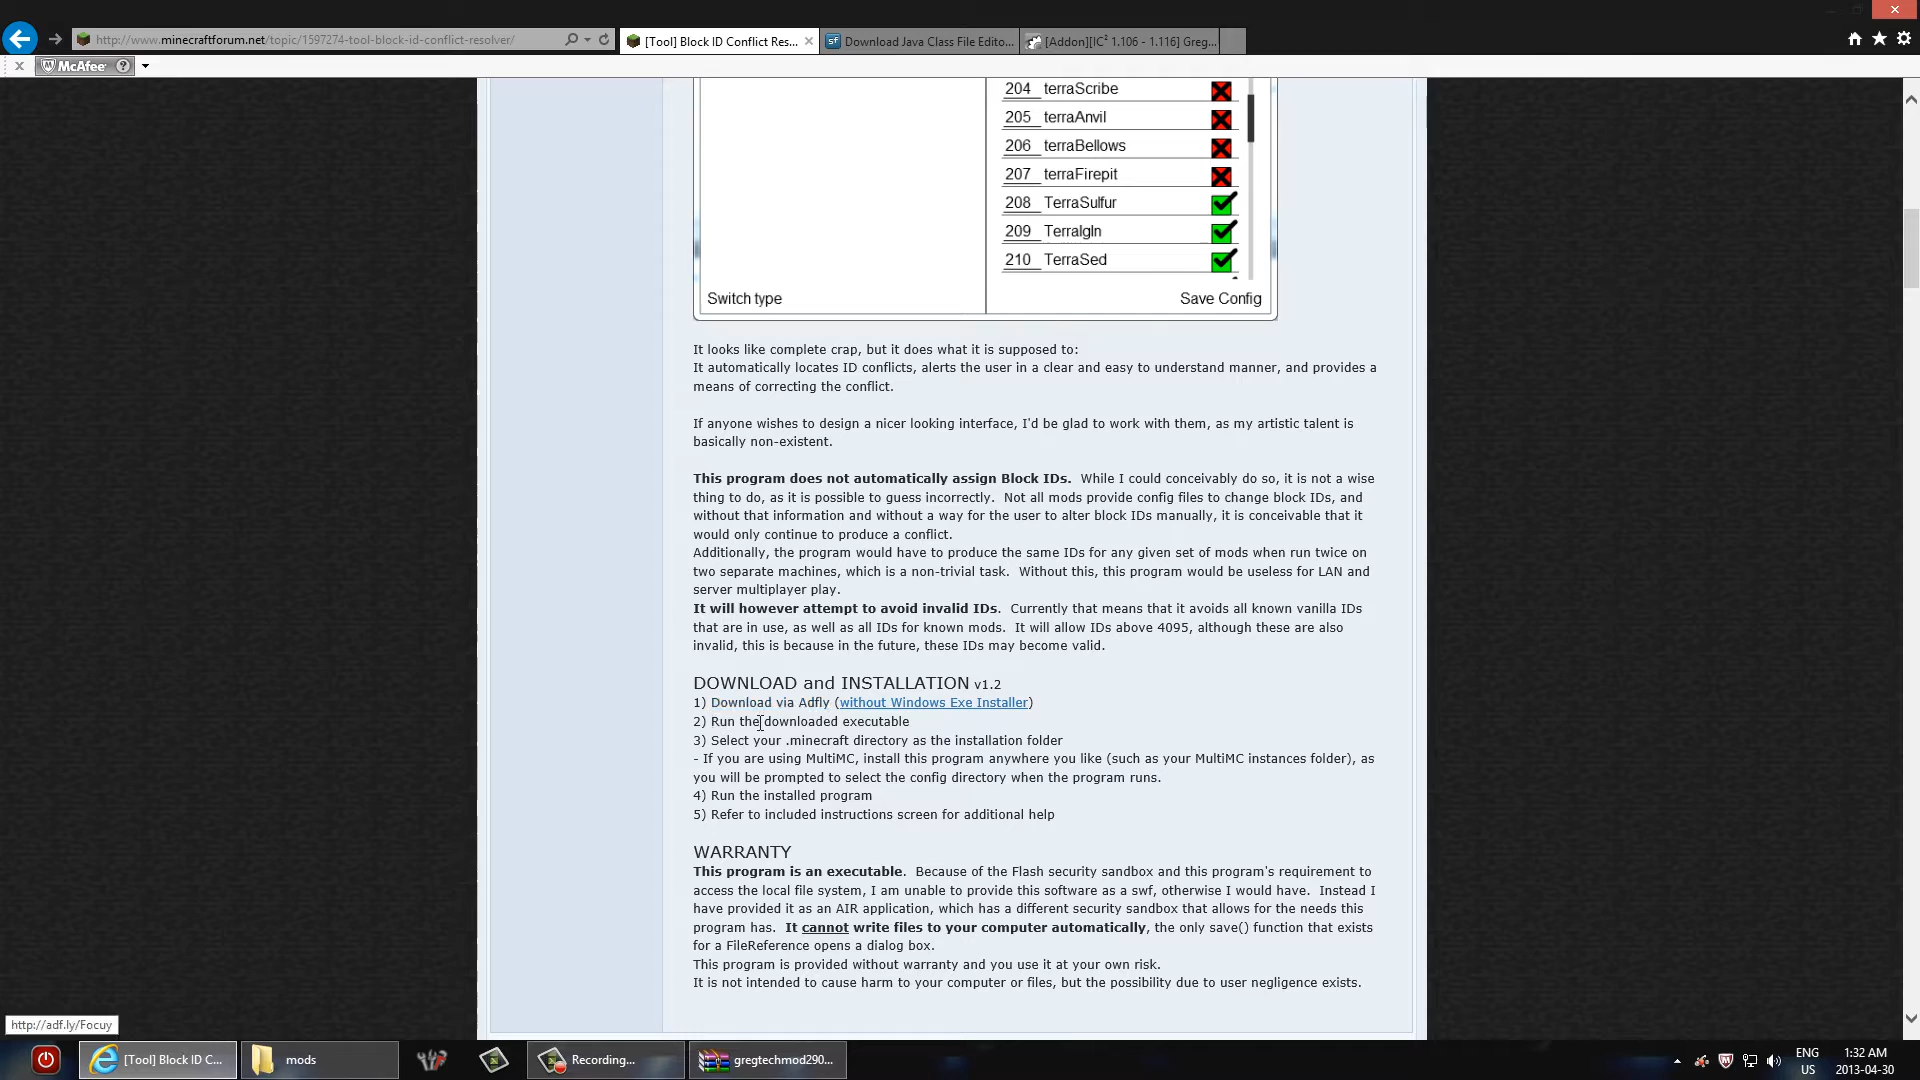 http://www.minecraftforum.net/topic/1597274-tool-block-id-conflict-resolver/
[Tool] Block ID Conflict Res...
Download Java Class File Edito...
[Addon][IC² 1.106 - 1.116] Greg...
McAfee
204 terraScribe
205 terraAnvil
206 terraBellows
207 terraFirepit
208 TerraSulfur
209 TerraIgIn
210 TerraSed
Switch type
Save Config
It looks like complete crap, but it does what it is supposed to:
It automatically locates ID conflicts, alerts the user in a clear and easy to understand manner, and provides a
means of correcting the conflict.
If anyone wishes to design a nicer looking interface, I'd be glad to work with them, as my artistic talent is
basically non-existent.
This program does not automatically assign Block IDs. While I could conceivably do so, it is not a wise
thing to do, as it is possible to guess incorrectly. Not all mods provide config files to change block IDs, and
without that information and without a way for the user to alter block IDs manually, it is conceivable that it
would only continue to produce a conflict.
Additionally, the program would have to produce the same IDs for any given set of mods when run twice on
two separate machines, which is a non-trivial task. Without this, this program would be useless for LAN and
server multiplayer play.
It will however attempt to avoid invalid IDs. Currently that means that it avoids all known vanilla IDs
that are in use, as well as all IDs for known mods. It will allow IDs above 4095, although these are also
invalid, this is because in the future, these IDs may become valid.
DOWNLOAD and INSTALLATION v1.2
1) Download via Adfly (without Windows Exe Installer)
2) Run the downloaded executable
3) Select your .minecraft directory as the installation folder
- If you are using MultiMC, install this program anywhere you like (such as your MultiMC instances folder), as
you will be prompted to select the config directory when the program runs.
4) Run the installed program
5) Refer to included instructions screen for additional help
WARRANTY
This program is an executable. Because of the Flash security sandbox and this program's requirement to
access the local file system, I am unable to provide this software as a swf, otherwise I would have. Instead I
have provided it as an AIR application, which has a different security sandbox that allows for the needs this
program has. It cannot write files to your computer automatically, the only save() function that exists
for a FileReference opens a dialog box.
This program is provided without warranty and you use it at your own risk.
It is not intended to cause harm to your computer or files, but the possibility due to user negligence exists.
http://adf.ly/Focuy
[Tool] Block ID C...
mods
Recording...
gregtechmod290...
ENG
US
1:32 AM
2013-04-30